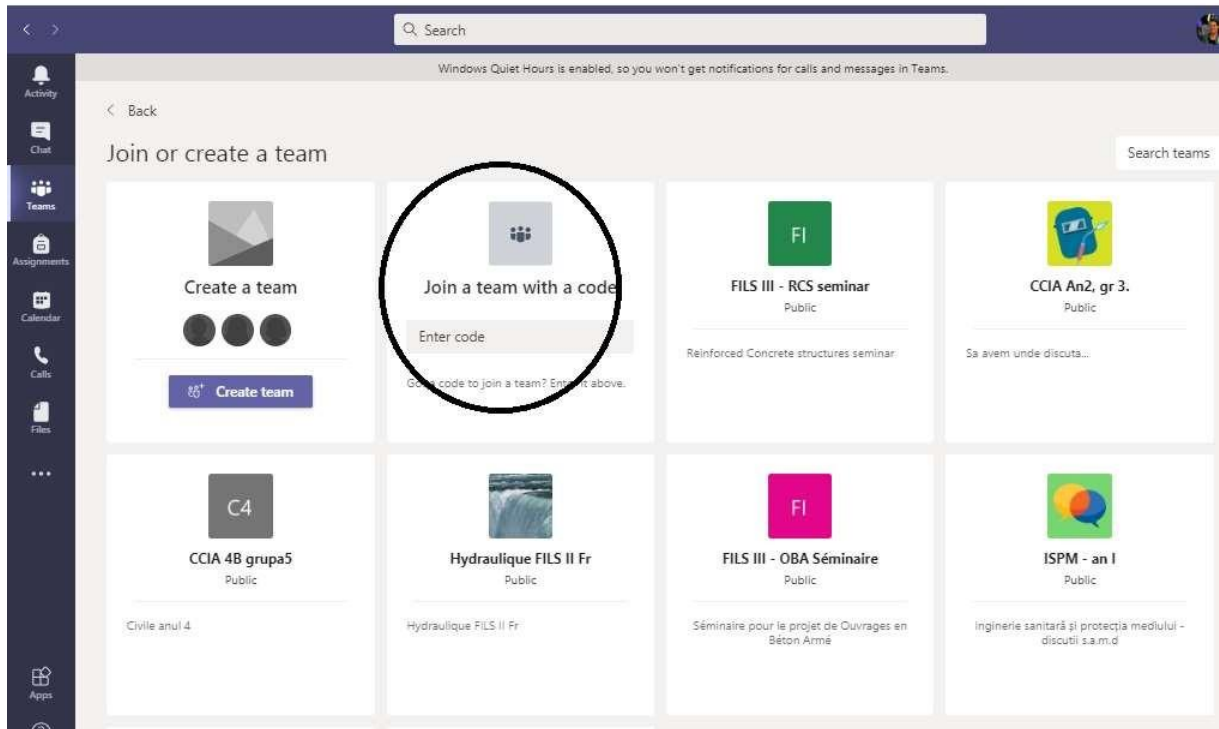 Search
Windows Quiet Hours is enabled, so you won't get notifications for calls and messages in Teams.
Activity
Chat
Teams
Assignments
Calendar
Calls
Files
Apps
Back
Join or create a team
Search teams
Create a team
Create team
Join a team with a code
Enter code
Got a code to join a team? Enter it above.
FI
FILS III - RCS seminar
Public
Reinforced Concrete structures seminar
CCIA An2, gr 3.
Public
Sa avem unde discuta...
C4
CCIA 4B grupa5
Public
Civile anul 4
Hydraulique FILS II Fr
Public
Hydraulique FILS II Fr
FI
FILS III - OBA Séminaire
Public
Séminaire pour le projet de Ouvrages en
Béton Armé
ISPM - an I
Public
inginerie sanitară și protecția mediului -
discutii s.a.m.d